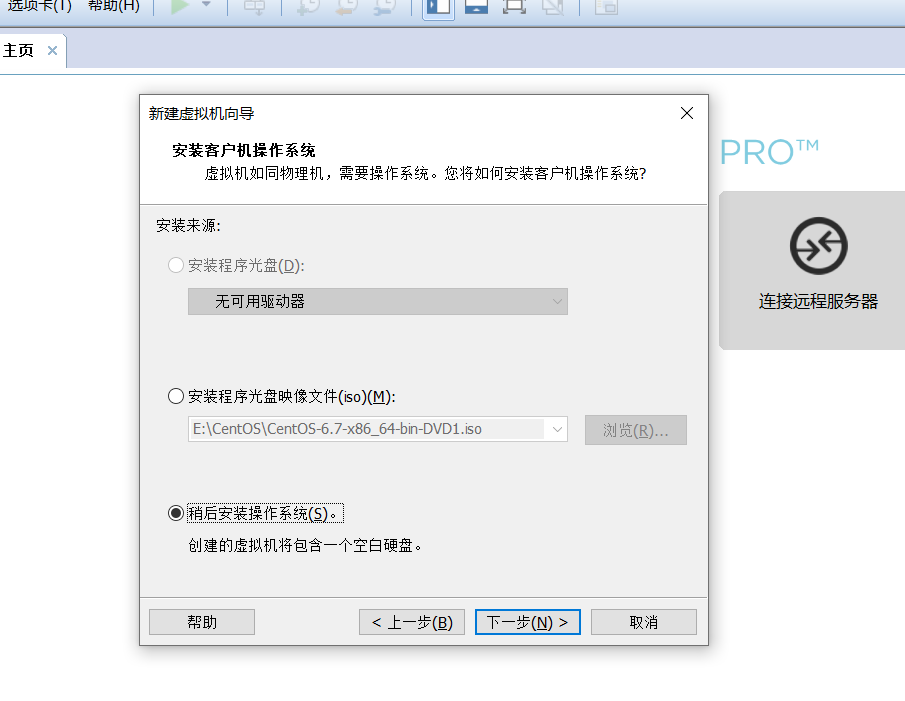 选项卡(T) 帮助(H)
主页
新建虚拟机向导
安装客户机操作系统
虚拟机如同物理机，需要操作系统。您将如何安装客户机操作系统?
PRO™
安装来源:
安装程序光盘(D):
无可用驱动器
连接远程服务器
安装程序光盘映像文件(iso)(M):
E:\CentOS\CentOS-6.7-x86_64-bin-DVD1.iso
浏览(R)...
稍后安装操作系统(S)。
创建的虚拟机将包含一个空白硬盘。
帮助
< 上一步(B)
下一步(N) >
取消